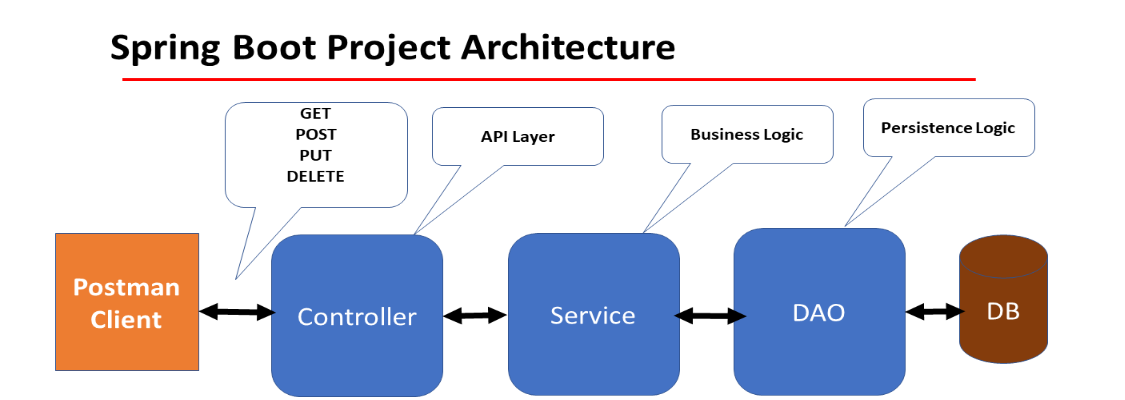 Spring Boot Project Architecture
GET
POST
PUT
DELETE
API Layer
Business Logic
Persistence Logic
Postman
Client
Controller
Service
DAO
DB